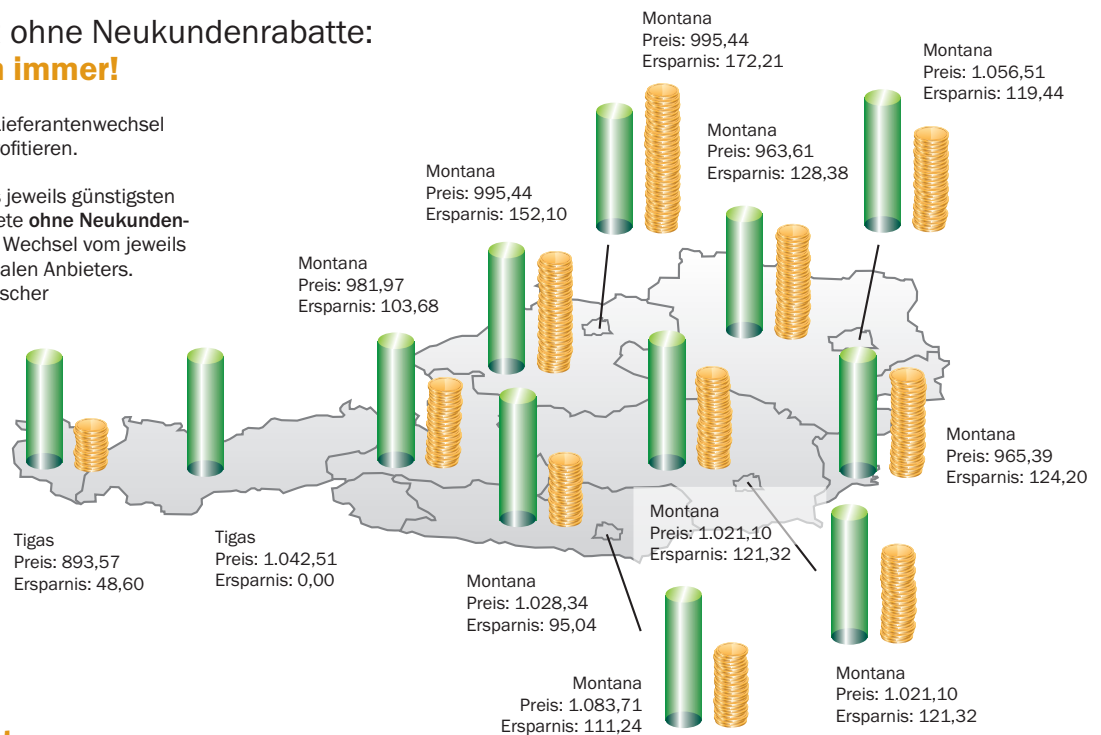 ohne Neukundenrabatte:
immer!
Lieferantenwechsel
jeweils günstigsten
ohne Neukunden-
Wechsel vom jeweils
Anbieters.
Montana
Preis: 995,44
Ersparnis: 172,21
Montana
Preis: 1.056,51
Ersparnis: 119,44
Montana
Preis: 963,61
Ersparnis: 128,38
Montana
Preis: 995,44
Ersparnis: 152,10
Montana
Preis: 981,97
Ersparnis: 103,68
Montana
Preis: 965,39
Ersparnis: 124,20
Tigas
Preis: 893,57
Ersparnis: 48,60
Tigas
Preis: 1.042,51
Ersparnis: 0,00
Montana
Preis: 1.021,10
Ersparnis: 121,32
Montana
Preis: 1.028,34
Ersparnis: 95,04
Montana
Preis: 1.083,71
Ersparnis: 111,24
Montana
Preis: 1.021,10
Ersparnis: 121,32